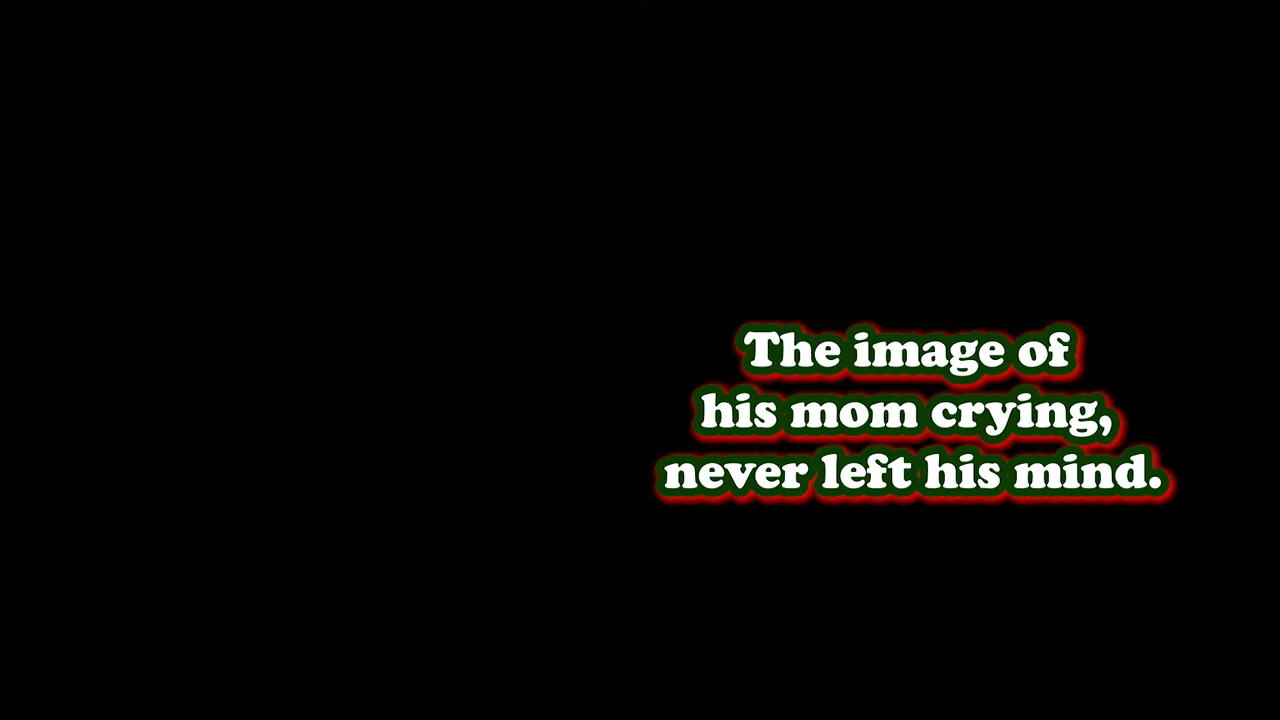 The image of
his mom crying,
never left his mind.